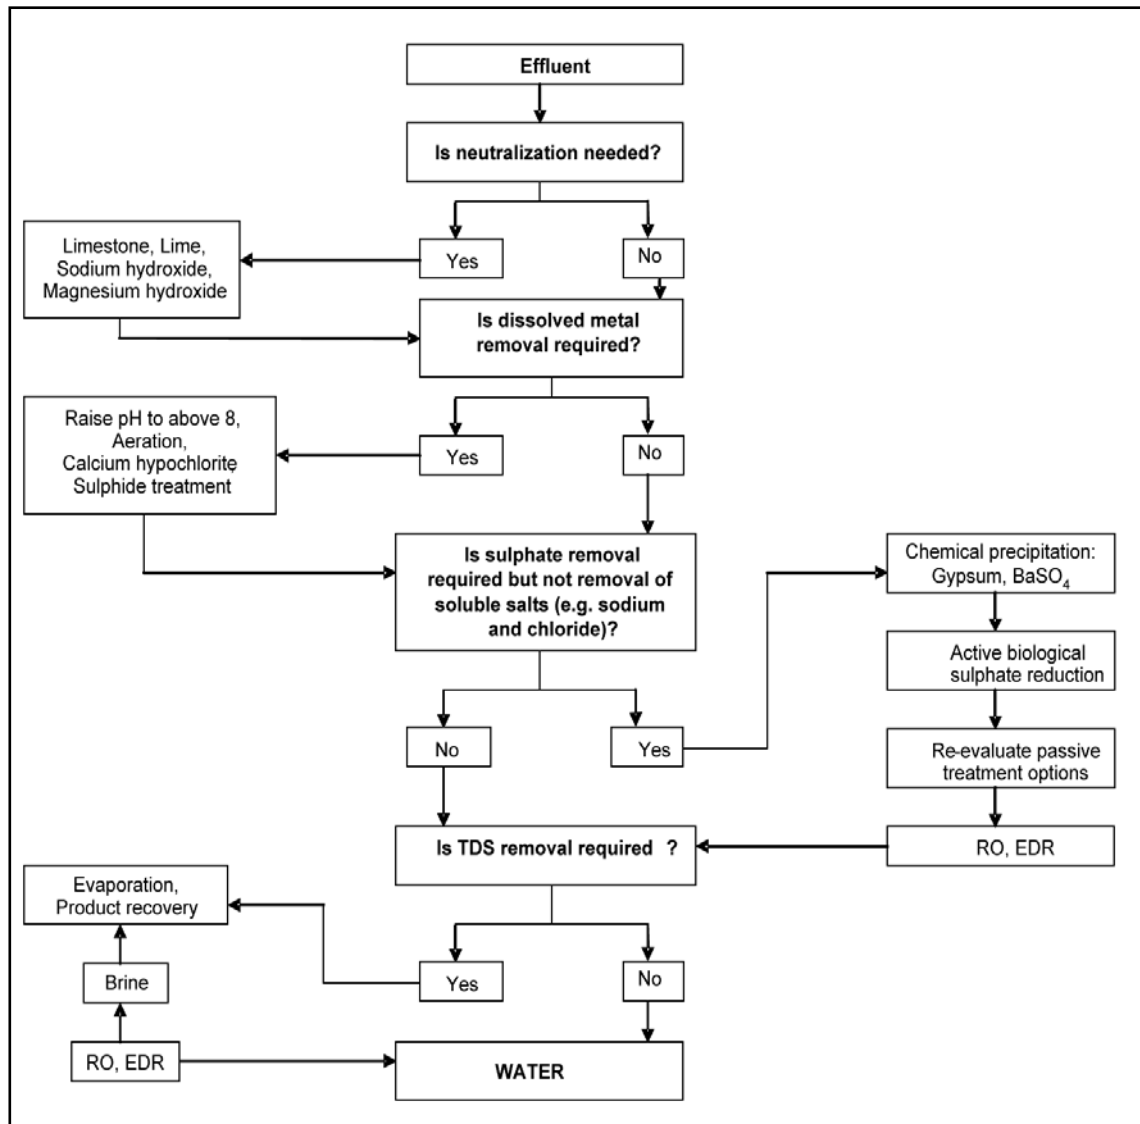 Effluent
Is neutralization needed?
Limestone, Lime,
Sodium hydroxide,
Magnesium hydroxide
Yes
No
Is dissolved metal
removal required?
Raise pH to above 8,
Aeration,
Calcium hypochlorite,
Sulphide treatment
Yes
No
Is sulphate removal
required but not removal of
soluble salts (e.g. sodium
and chloride)?
Chemical precipitation:
Gypsum, BaSO₄
Active biological
sulphate reduction
No
Yes
Re-evaluate passive
treatment options
Is TDS removal required ?
RO, EDR
Evaporation,
Product recovery
Brine
Yes
No
RO, EDR
WATER